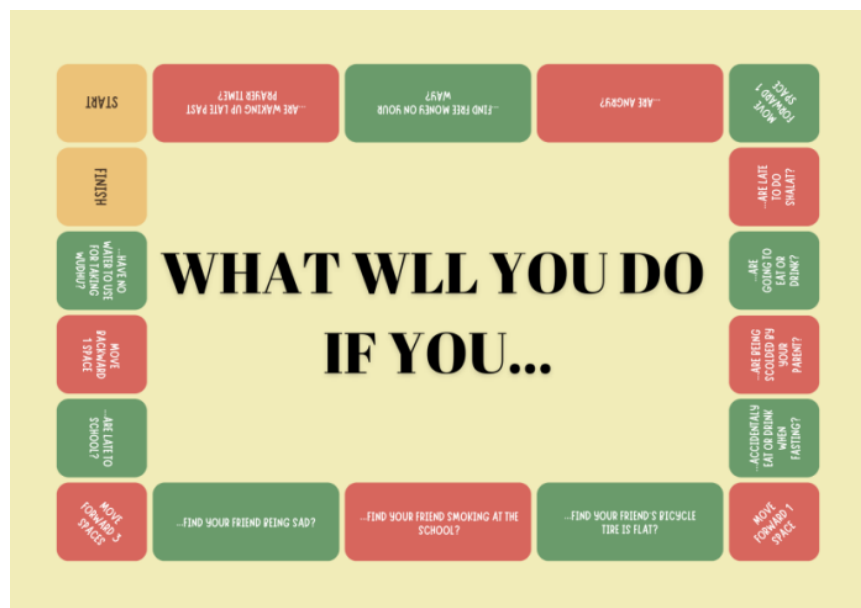 START
...ARE WAKING UP LATE PAST
PRAYER TIME?
...FIND FREE MONEY ON YOUR
WAY?
...ARE ANGRY?
MOVE
FORWARD 1
SPACE
...ARE LATE
TO DO
SHALAT?
...ARE
GOING TO
EAT OR
DRINK?
...ARE BEING
SCOLDED BY
YOUR
PARENT?
...ACCIDENTALY
EAT OR DRINK
WHEN
FASTING?
MOVE
FORWARD 1
SPACE
...FIND YOUR FRIEND'S BICYCLE
TIRE IS FLAT?
...FIND YOUR FRIEND SMOKING AT THE
SCHOOL?
...FIND YOUR FRIEND BEING SAD?
MOVE
FORWARD 3
SPACES
...ARE LATE TO
SCHOOL?
MOVE
BACKWARD
1 SPACE
...HAVE NO
WATER TO USE
FOR TAKING
WUDHU?
FINISH
WHAT WLL YOU DO
IF YOU...